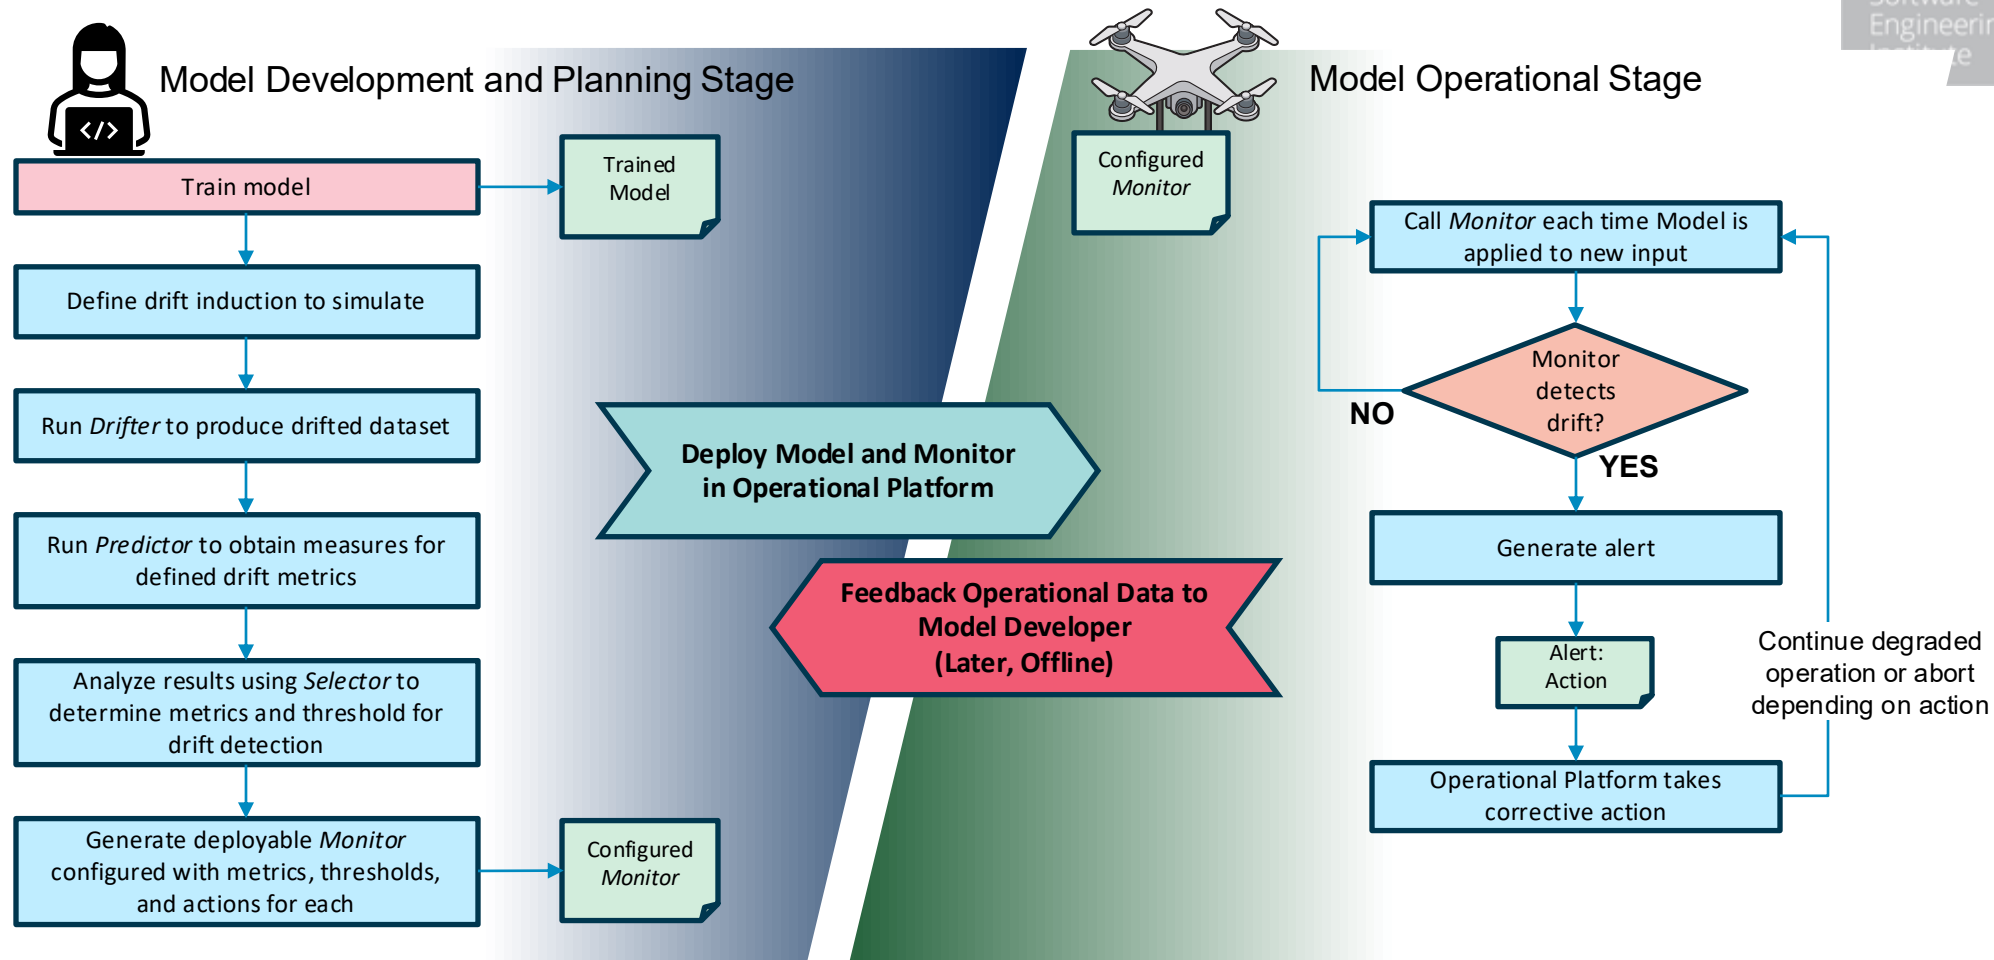 Software
Engineering
Institute
Model Development and Planning Stage
Model Operational Stage
</>
Train model
Trained
Model
Define drift induction to simulate
Run Drifter to produce drifted dataset
Run Predictor to obtain measures for
defined drift metrics
Analyze results using Selector to
determine metrics and threshold for
drift detection
Generate deployable Monitor
configured with metrics, thresholds,
and actions for each
Configured
Monitor
Deploy Model and Monitor
in Operational Platform
Feedback Operational Data to
Model Developer
(Later, Offline)
Configured
Monitor
Call Monitor each time Model is
applied to new input
Monitor
detects
drift?
NO
YES
Generate alert
Alert:
Action
Operational Platform takes
corrective action
Continue degraded
operation or abort
depending on action